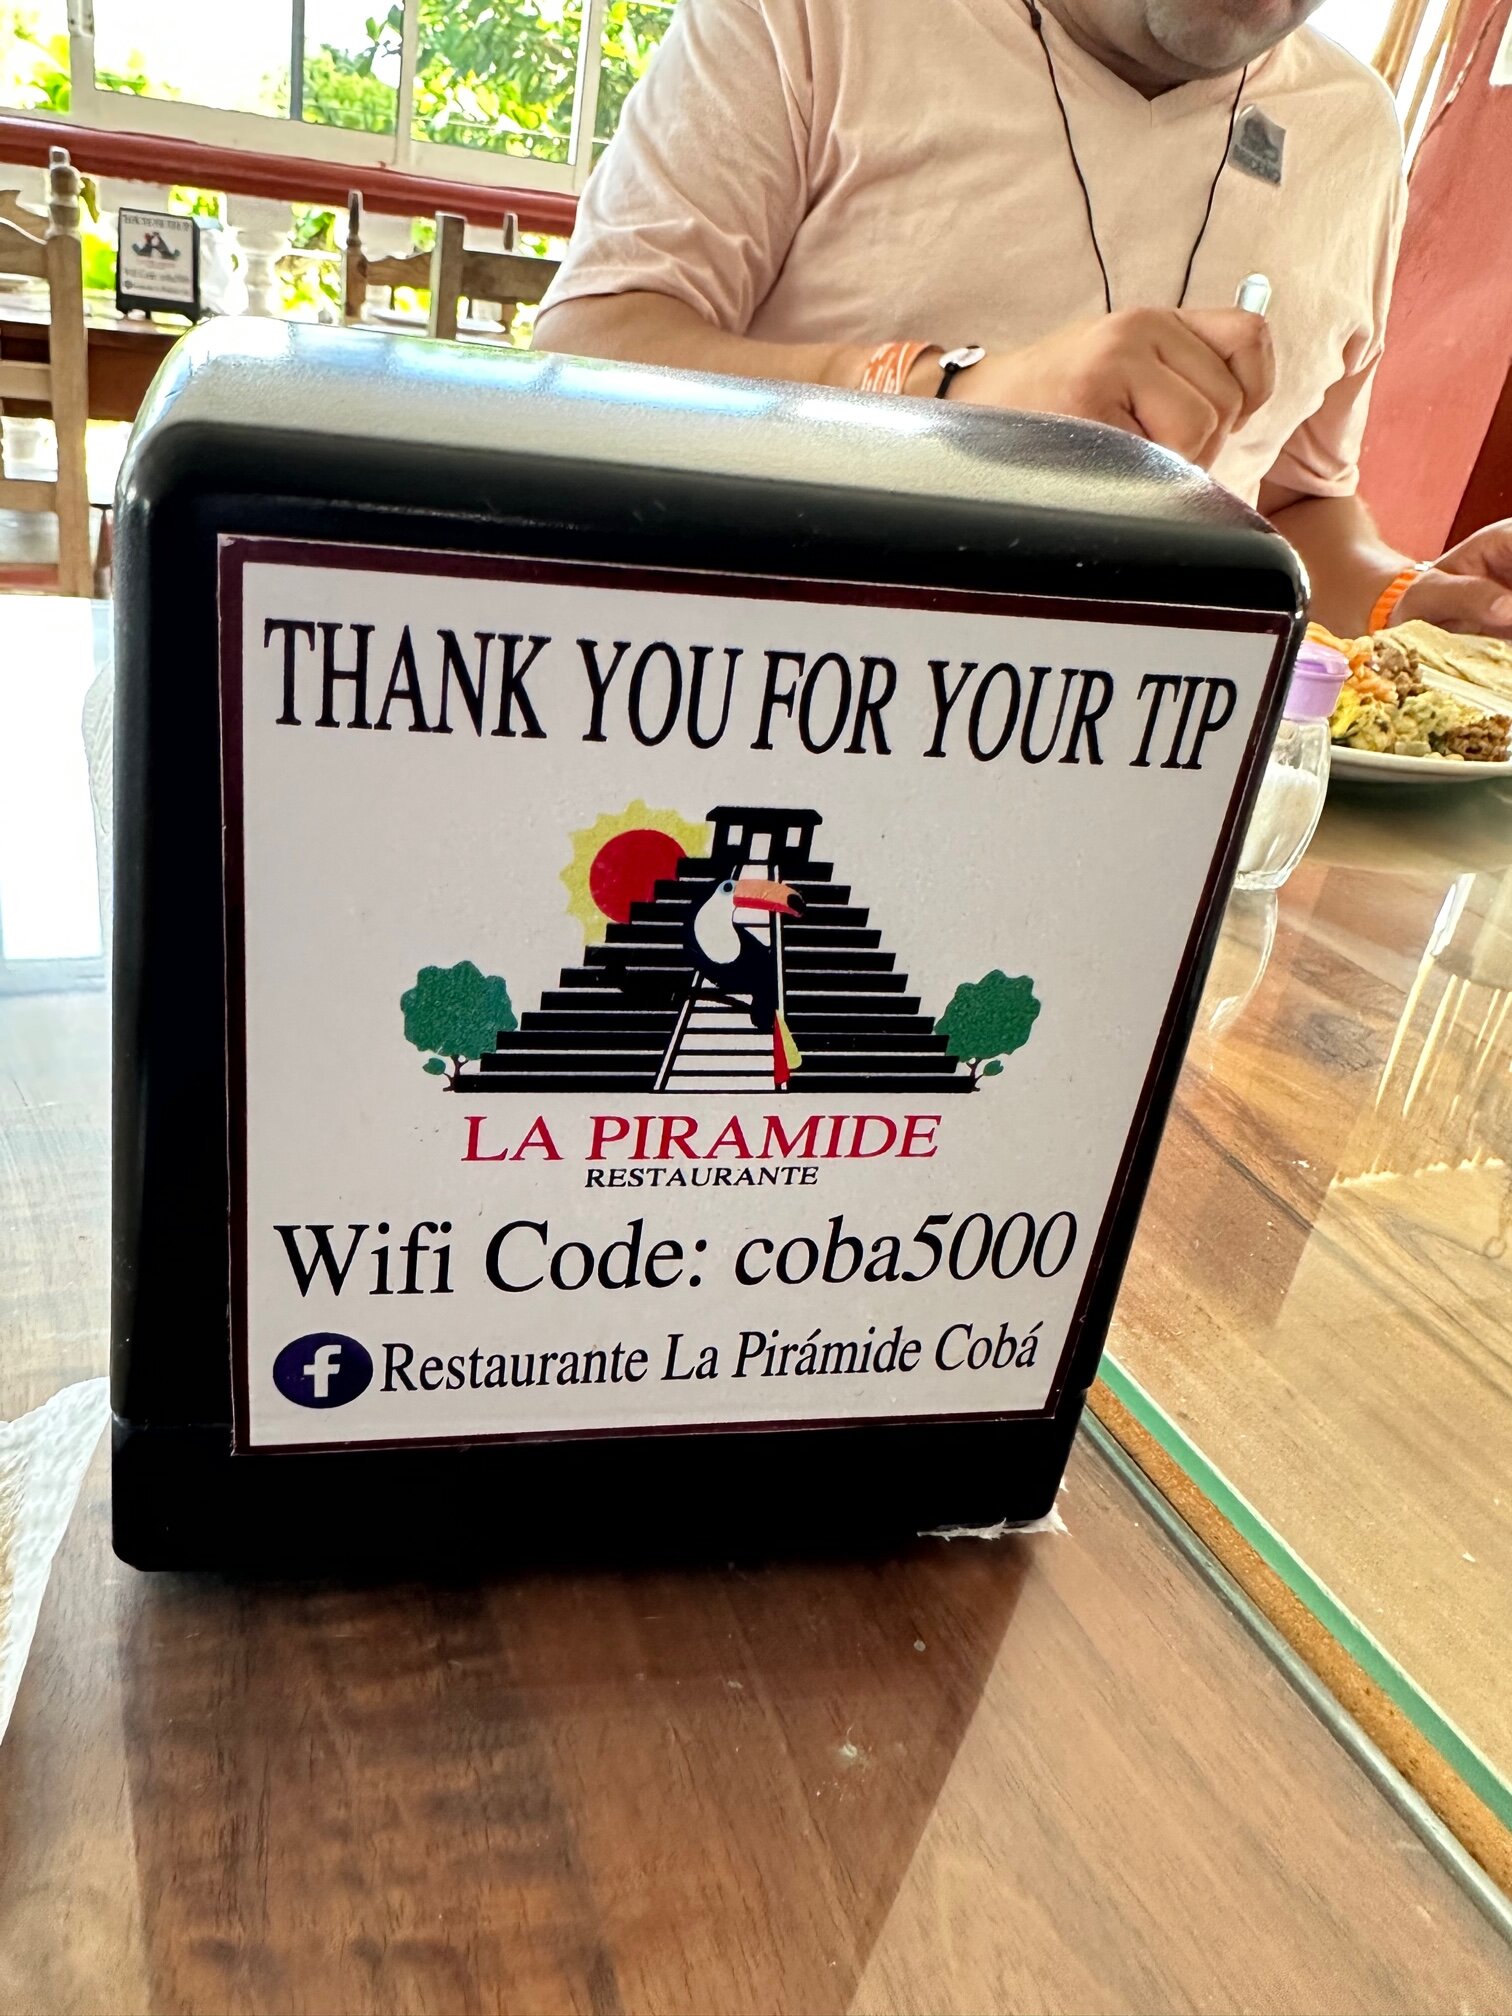 THANK YOU FOR YOUR TIP
LA PIRAMIDE
RESTAURANTE
Wifi Code: coba5000
f Restaurante La Pirámide Cobá